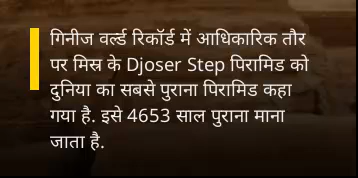 गिनीज वर्ल्ड रिकॉर्ड में आधिकारिक तौर
पर मिस्र के Djoser Step पिरामिड को
दुनिया का सबसे पुराना पिरामिड कहा
गया है. इसे 4653 साल पुराना माना
जाता है.